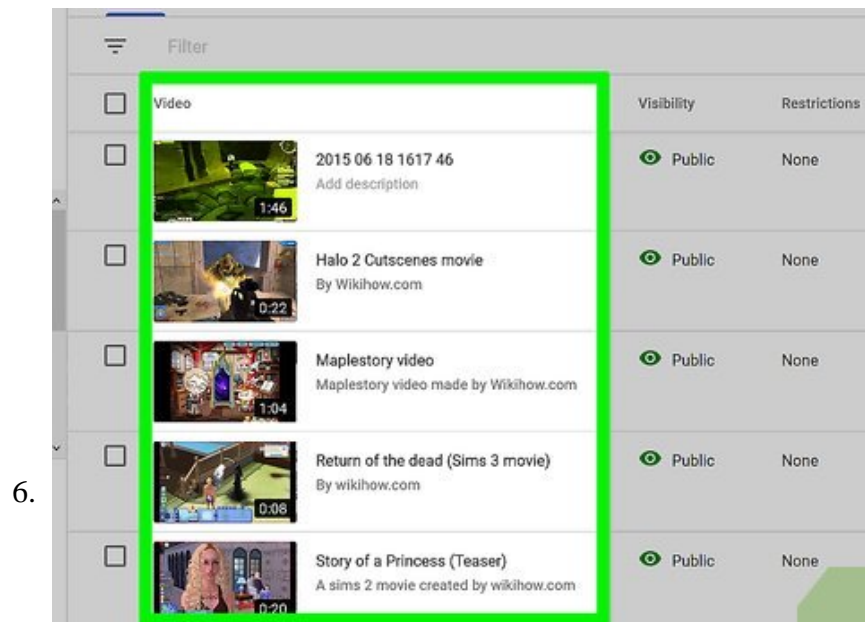 Filter
Video Visibility Restrictions
2015 06 18 1617 46 Public None
Add description
1:46
Halo 2 Cutscenes movie Public None
By Wikihow.com
0:22
Maplestory video Public None
Maplestory video made by Wikihow.com
1:04
Return of the dead (Sims 3 movie) Public None
By wikihow.com
0:08
6.
Story of a Princess (Teaser) Public None
A sims 2 movie created by wikihow.com
0:20